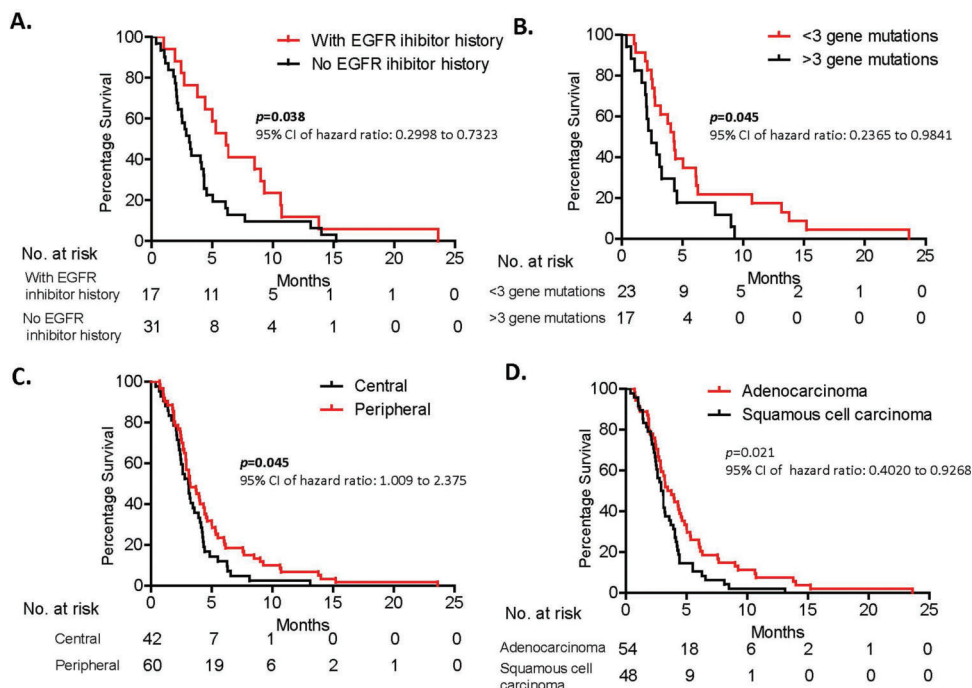 A.
With EGFR ihibitor history
No EGFR ihibitor history
p=0.038
95% CI of hazard ratio: 0.2998 to 0.7323
Percentage Survival
100
80
60
40
20
0
0 5 10 15 20 25
Months
No. at risk
With EGFR
inhibitor history 17 11 5 1 1 0
No EGFR
inhibitor history 31 8 4 1 0 0
B.
<3 gene mutations
>3 gene mutations
p=0.045
95% CI of hazard ratio: 0.2365 to 0.9841
Percentage Survival
100
80
60
40
20
0
0 5 10 15 20 25
Months
No. at risk
<3 gene mutations 23 9 5 2 1 0
>3 gene mutations 17 4 0 0 0 0
C.
Central
Peripheral
p=0.045
95% CI of hazard ratio: 1.009 to 2.375
Percentage Survival
100
80
60
40
20
0
0 5 10 15 20 25
Months
No. at risk
Central 42 7 1 0 0 0
Peripheral 60 19 6 2 1 0
D.
Adenocarcinoma
Squamous cell carcinoma
p=0.021
95% CI of hazard ratio: 0.4020 to 0.9268
Percentage Survival
100
80
60
40
20
0
0 5 10 15 20 25
Months
No. at risk
Adenocarcinoma 54 18 6 2 1 0
Squamous cell
carcinoma 48 9 1 0 0 0